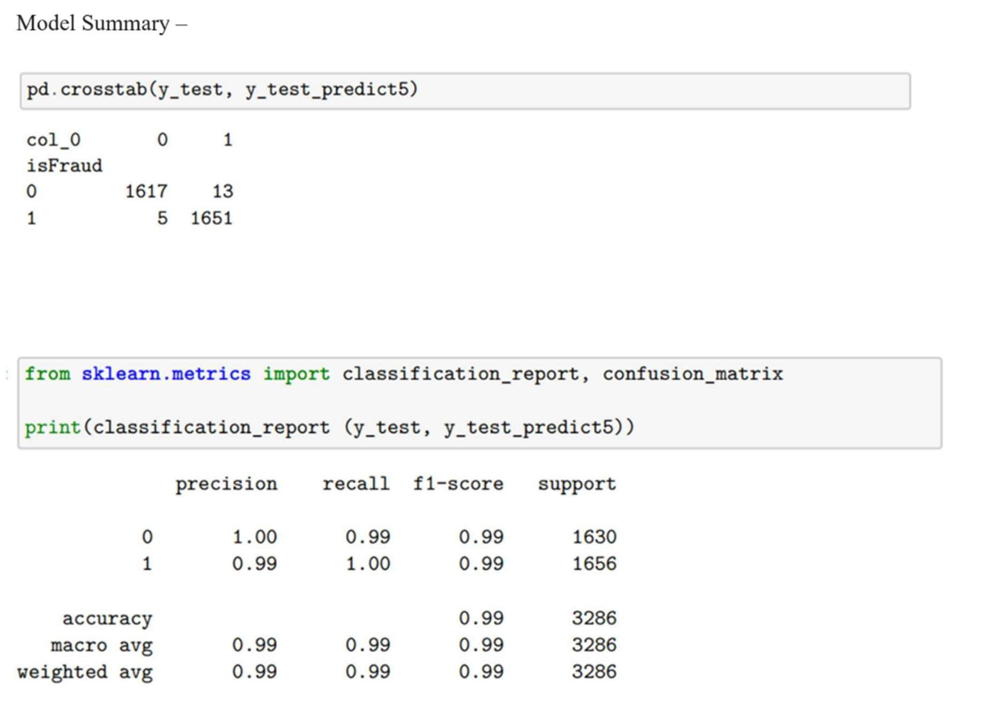 Model Summary –
pd.crosstab(y_test, y_test_predict5)
col_0 0 1
isFraud
0 1617 13
1 5 1651
:
from sklearn.metrics import classification_report, confusion_matrix
print(classification_report (y_test, y_test_predict5))
precision recall f1-score support
0 1.00 0.99 0.99 1630
1 0.99 1.00 0.99 1656
accuracy 0.99 3286
macro avg 0.99 0.99 0.99 3286
weighted avg 0.99 0.99 0.99 3286